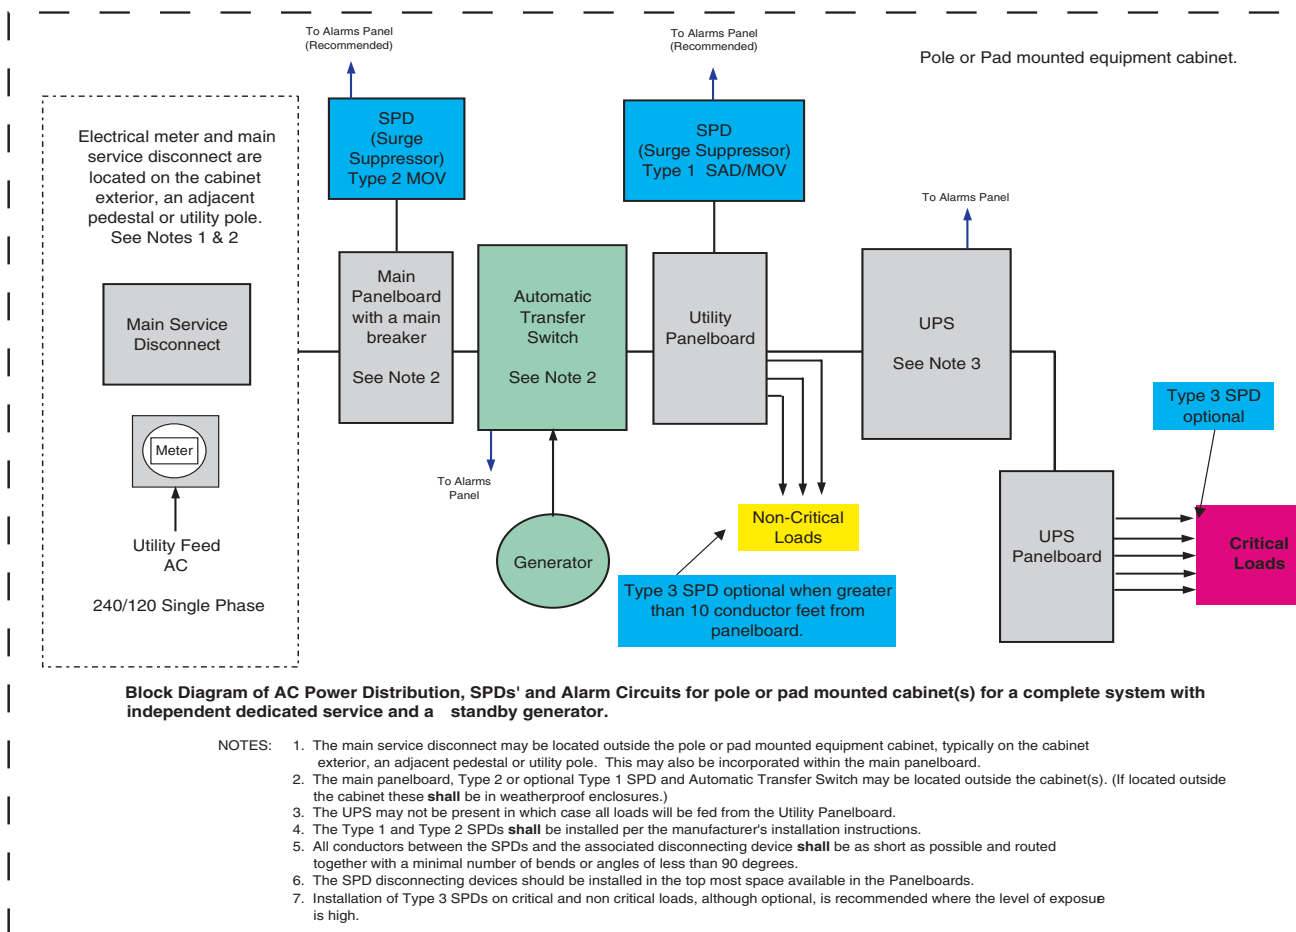 To Alarms Panel
(Recommended)
To Alarms Panel
(Recommended)
Pole or Pad mounted equipment cabinet.
Electrical meter and main
service disconnect are
located on the cabinet
exterior, an adjacent
pedestal or utility pole.
See Notes 1 & 2
SPD
(Surge
Suppressor)
Type 2 MOV
SPD
(Surge Suppressor)
Type 1 SAD/MOV
To Alarms Panel
Main Service
Disconnect
Main
Panelboard
with a main
breaker
See Note 2
Automatic
Transfer
Switch
See Note 2
Utility
Panelboard
UPS
See Note 3
Type 3 SPD
optional
Meter
To Alarms
Panel
Utility Feed
AC
240/120 Single Phase
Generator
Non-Critical
Loads
Type 3 SPD optional when greater
than 10 conductor feet from
panelboard.
UPS
Panelboard
Critical
Loads
Block Diagram of AC Power Distribution, SPDs' and Alarm Circuits for pole or pad mounted cabinet(s) for a complete system with
independent dedicated service and a standby generator.
NOTES: 1. The main service disconnect may be located outside the pole or pad mounted equipment cabinet, typically on the cabinet
exterior, an adjacent pedestal or utility pole. This may also be incorporated within the main panelboard.
2. The main panelboard, Type 2 or optional Type 1 SPD and Automatic Transfer Switch may be located outside the cabinet(s). (If located outside
the cabinet these shall be in weatherproof enclosures.)
3. The UPS may not be present in which case all loads will be fed from the Utility Panelboard.
4. The Type 1 and Type 2 SPDs shall be installed per the manufacturer's installation instructions.
5. All conductors between the SPDs and the associated disconnecting device shall be as short as possible and routed
together with a minimal number of bends or angles of less than 90 degrees.
6. The SPD disconnecting devices should be installed in the top most space available in the Panelboards.
7. Installation of Type 3 SPDs on critical and non critical loads, although optional, is recommended where the level of exposure
is high.